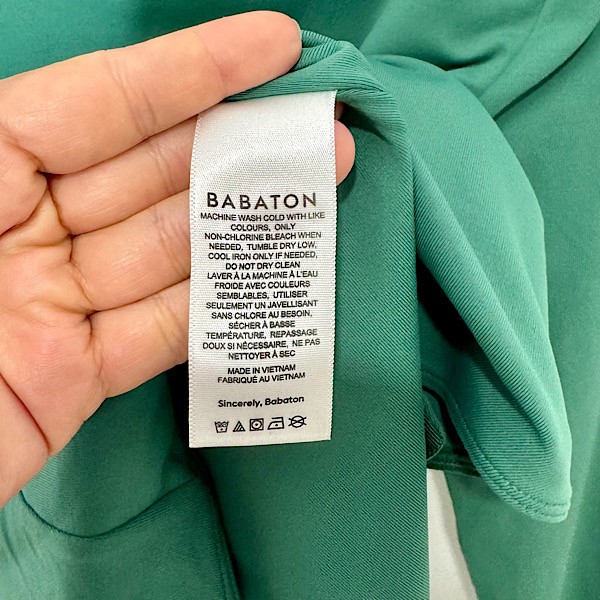 BABATON
MACHINE WASH COLD WITH LIKE
COLOURS, ONLY
NON-CHLORINE BLEACH WHEN
NEEDED, TUMBLE DRY LOW,
COOL IRON ONLY IF NEEDED,
DO NOT DRY CLEAN
LAVER À LA MACHINE À L'EAU
FROIDE AVEC COULEURS
SEMBLABLES, UTILISER
SEULEMENT UN JAVELLISANT
SANS CHLORE AU BESOIN,
SÉCHER À BASSE
TEMPÉRATURE, REPASSAGE
DOUX SI NÉCESSAIRE, NE PAS
NETTOYER À SEC
MADE IN VIETNAM
FABRIQUÉ AU VIETNAM
Sincerely, Babaton